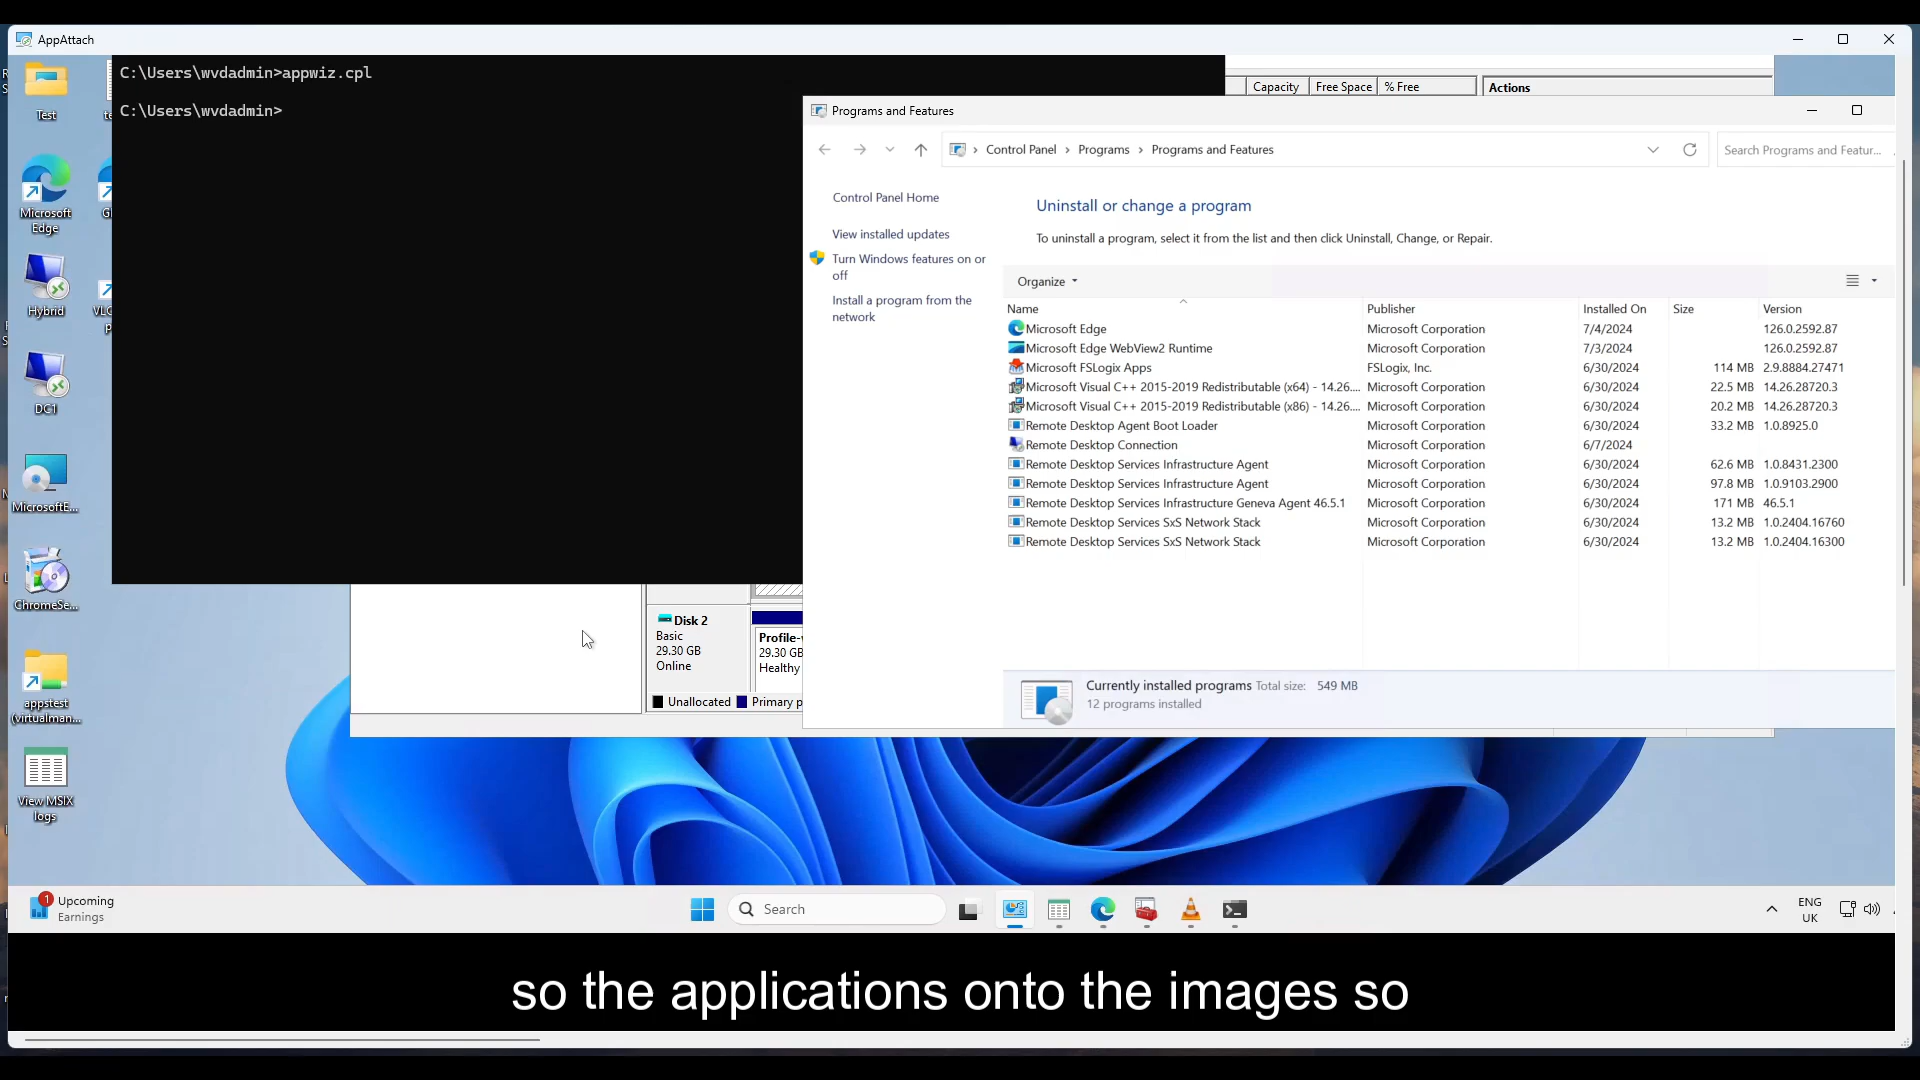 AppAttach
C:\Users\wvdadmin>appwiz.cpl
C:\Users\wvdadmin>
Capacity Free Space % Free
Actions
Test
Microsoft
Edge
Hybrid
DC1
MicrosoftE...
ChromeSe...
appstest
(virtualman...
View MSIX
logs
VLC
Programs and Features
Control Panel > Programs > Programs and Features
Search Programs and Featur...
Control Panel Home
View installed updates
Turn Windows features on or
off
Install a program from the
network
Uninstall or change a program
To uninstall a program, select it from the list and then click Uninstall, Change, or Repair.
Organize
Name Publisher Installed On Size Version
Microsoft Edge Microsoft Corporation 7/4/2024 126.0.2592.87
Microsoft Edge WebView2 Runtime Microsoft Corporation 7/3/2024 126.0.2592.87
Microsoft FSLogix Apps FSLogix, Inc. 6/30/2024 114 MB 2.9.8884.27471
Microsoft Visual C++ 2015-2019 Redistributable (x64) - 14.26.... Microsoft Corporation 6/30/2024 22.5 MB 14.26.28720.3
Microsoft Visual C++ 2015-2019 Redistributable (x86) - 14.26.... Microsoft Corporation 6/30/2024 20.2 MB 14.26.28720.3
Remote Desktop Agent Boot Loader Microsoft Corporation 6/30/2024 33.2 MB 1.0.8925.0
Remote Desktop Connection Microsoft Corporation 6/7/2024
Remote Desktop Services Infrastructure Agent Microsoft Corporation 6/30/2024 62.6 MB 1.0.8431.2300
Remote Desktop Services Infrastructure Agent Microsoft Corporation 6/30/2024 97.8 MB 1.0.9103.2900
Remote Desktop Services Infrastructure Geneva Agent 46.5.1 Microsoft Corporation 6/30/2024 171 MB 46.5.1
Remote Desktop Services SxS Network Stack Microsoft Corporation 6/30/2024 13.2 MB 1.0.2404.16760
Remote Desktop Services SxS Network Stack Microsoft Corporation 6/30/2024 13.2 MB 1.0.2404.16300
Currently installed programs Total size: 549 MB
12 programs installed
Disk 2
Basic
29.30 GB
Online
Profile-
29.30 GB
Healthy
Unallocated Primary p
1
Upcoming
Earnings
Search
ENG
UK
so the applications onto the images so